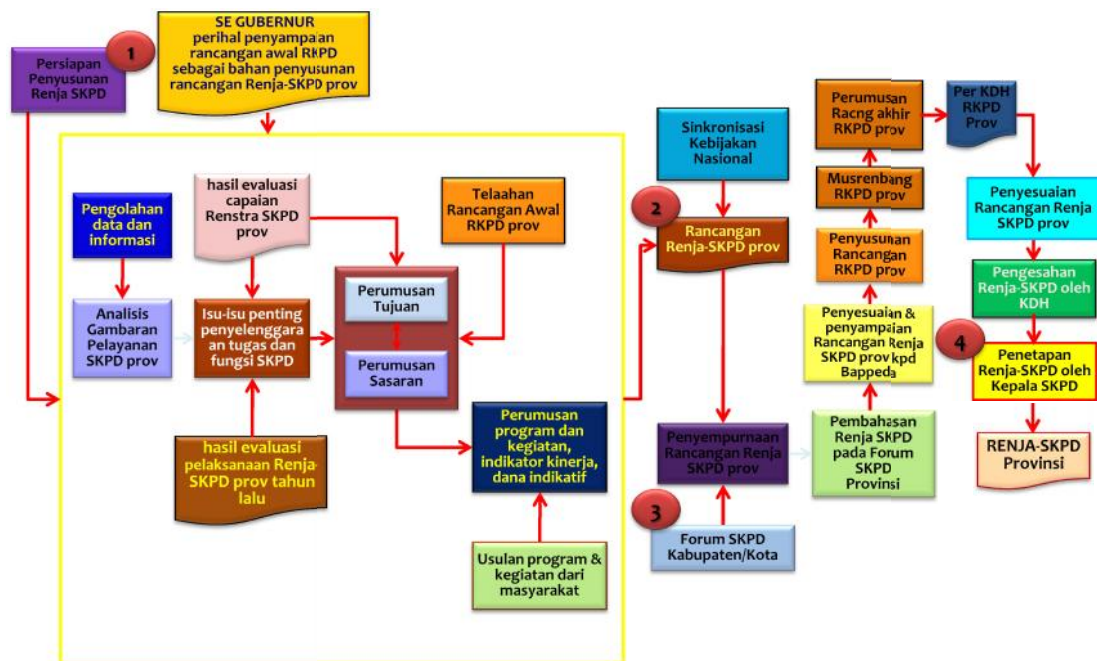 1
Persiapan
Penyusunan
Renja SKPD
SE GUBERNUR
perihal penyampaian
rancangan awal RKPD
sebagai bahan penyusunan
rancangan Renja-SKPD prov
Pengolahan
data dan
informasi
hasil evaluasi
capaian
Renstra SKPD
prov
Telaahan
Rancangan Awal
RKPD prov
Analisis
Gambaran
Pelayanan
SKPD prov
Isu-isu penting
penyelenggara
an tugas dan
fungsi SKPD
Perumusan
Tujuan
Perumusan
Sasaran
hasil evaluasi
pelaksanaan Renja-
SKPD prov tahun
lalu
Perumusan
program dan
kegiatan,
indikator kinerja,
dana indikatif
Usulan program &
kegiatan dari
masyarakat
Sinkronisasi
Kebijakan
Nasional
2
Rancangan
Renja-SKPD prov
Penyempurnaan
Rancangan Renja
SKPD prov
3
Forum SKPD
Kabupaten/Kota
Perumusan
Racng akhir
RKPD prov
Musrenbang
RKPD prov
Penyusunan
Rancangan
RKPD prov
Penyesuaian &
penyampaian
Rancangan Renja
SKPD prov kpd
Bappeda
Pembahasan
Renja SKPD
pada Forum
SKPD
Provinsi
Per KDH
RKPD
Prov
Penyesuaian
Rancangan Renja
SKPD prov
Pengesahan
Renja-SKPD oleh
KDH
4
Penetapan
Renja-SKPD oleh
Kepala SKPD
RENJA-SKPD
Provinsi